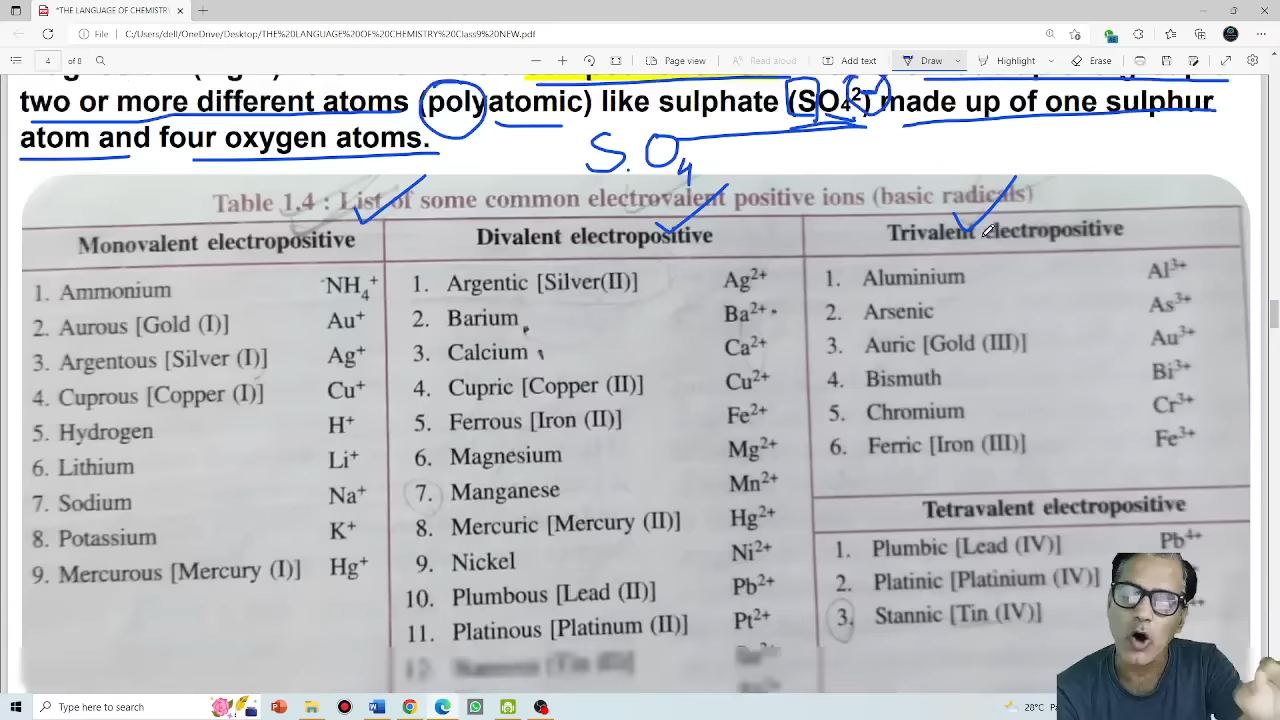 *THE LANGUAGE OF CHEMISTRY
File
C:/Users/dell/OneDrive/Desktop/THE%20LANGUAGE%20OF%20CHEMISTRY%20Class9%20NEW.pdf
4 of 8
Page view
Read aloud
Add text
Draw
Highlight
Erase
two or more different atoms (polyatomic) like sulphate (SO₄²⁻) made up of one sulphur
atom and four oxygen atoms.
S.O₄
Table 1.4 : List of some common electrovalent positive ions (basic radicals)
Monovalent electropositive
1. Ammonium NH₄⁺
2. Aurous [Gold (I)] Au⁺
3. Argentous [Silver (I)] Ag⁺
4. Cuprous [Copper (I)] Cu⁺
5. Hydrogen H⁺
6. Lithium Li⁺
7. Sodium Na⁺
8. Potassium K⁺
9. Mercurous [Mercury (I)] Hg⁺
Divalent electropositive
1. Argentic [Silver(II)] Ag²⁺
2. Barium Ba²⁺
3. Calcium Ca²⁺
4. Cupric [Copper (II)] Cu²⁺
5. Ferrous [Iron (II)] Fe²⁺
6. Magnesium Mg²⁺
7. Manganese Mn²⁺
8. Mercuric [Mercury (II)] Hg²⁺
9. Nickel Ni²⁺
10. Plumbous [Lead (II)] Pb²⁺
11. Platinous [Platinum (II)] Pt²⁺
Trivalent electropositive
1. Aluminium Al³⁺
2. Arsenic As³⁺
3. Auric [Gold (III)] Au³⁺
4. Bismuth Bi³⁺
5. Chromium Cr³⁺
6. Ferric [Iron (III)] Fe³⁺
Tetravalent electropositive
1. Plumbic [Lead (IV)] Pb⁴⁺
2. Platinic [Platinium (IV)]
3. Stannic [Tin (IV)]
Type here to search
20°C